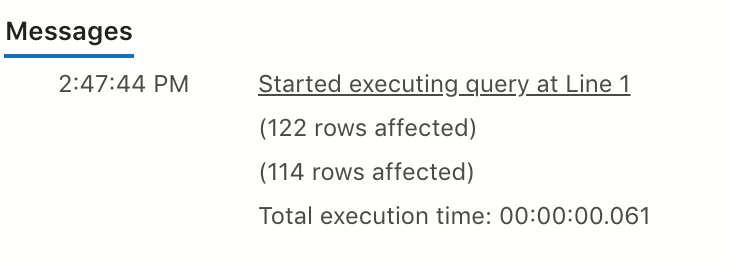 Messages
2:47:44 PM Started executing query at Line 1
(122 rows affected)
(114 rows affected)
Total execution time: 00:00:00.061